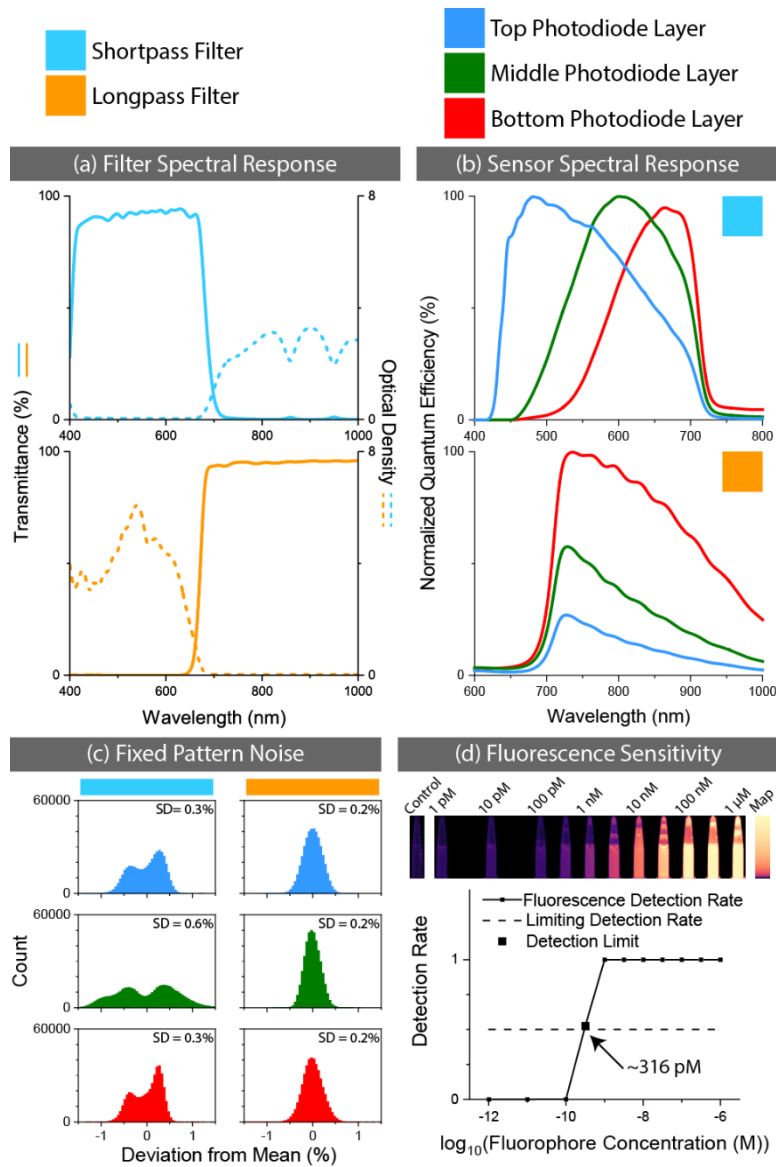 Shortpass Filter
Longpass Filter
Top Photodiode Layer
Middle Photodiode Layer
Bottom Photodiode Layer
(a) Filter Spectral Response
100
50
0
8
4
0
400 600 800 1000
100
50
0
8
4
0
400 600 800 1000
Transmittance (%)
Optical Density
Wavelength (nm)
(b) Sensor Spectral Response
100
50
0
400 500 600 700 800
100
50
0
600 700 800 900 1000
Normalized Quantum Efficiency (%)
Wavelength (nm)
(c) Fixed Pattern Noise
60000
0
SD= 0.3%
SD = 0.2%
60000
0
SD = 0.6%
SD = 0.2%
60000
0
SD = 0.3%
SD = 0.2%
Count
-1 0 1
-1 0 1
Deviation from Mean (%)
(d) Fluorescence Sensitivity
Control
1 pM
10 pM
100 pM
1 nM
10 nM
100 nM
1 µM
Map
Fluorescence Detection Rate
Limiting Detection Rate
Detection Limit
1
0
Detection Rate
~316 pM
-12 -10 -8 -6
log10(Fluorophore Concentration (M))